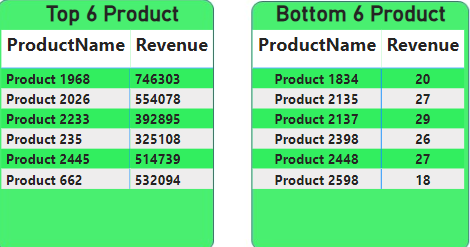 Top 6 Product
ProductName Revenue
Product 1968 746303
Product 2026 554078
Product 2233 392895
Product 235 325108
Product 2445 514739
Product 662 532094
Bottom 6 Product
ProductName Revenue
Product 1834 20
Product 2135 27
Product 2137 29
Product 2398 26
Product 2448 27
Product 2598 18